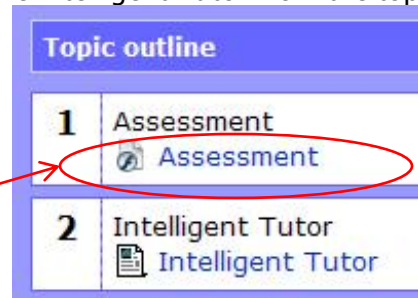 Topic outline
1 Assessment
Assessment
2 Intelligent Tutor
Intelligent Tutor